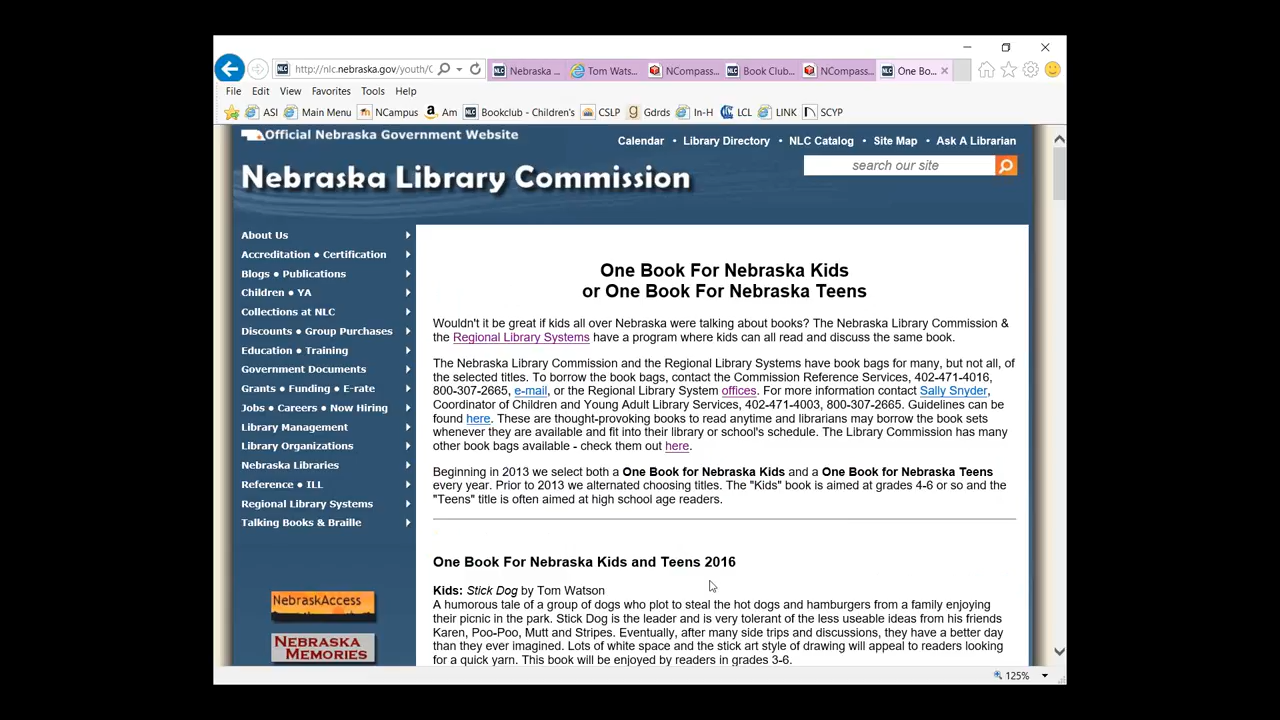 http://nlc.nebraska.gov/youth/
Nebraska ...
Tom Wats...
NCompass...
Book Club...
NCompass...
One Bo...
File Edit View Favorites Tools Help
ASI Main Menu NCampus Am Bookclub - Children's CSLP Gdrds In-H LCL LINK SCYP
Official Nebraska Government Website
Calendar • Library Directory • NLC Catalog • Site Map • Ask A Librarian
search our site
Nebraska Library Commission
About Us
Accreditation • Certification
Blogs • Publications
Children • YA
Collections at NLC
Discounts • Group Purchases
Education • Training
Government Documents
Grants • Funding • E-rate
Jobs • Careers • Now Hiring
Library Management
Library Organizations
Nebraska Libraries
Reference • ILL
Regional Library Systems
Talking Books & Braille
NebraskAccess
NEBRASKA
MEMORIES
One Book For Nebraska Kids
or One Book For Nebraska Teens
Wouldn't it be great if kids all over Nebraska were talking about books? The Nebraska Library Commission &
the Regional Library Systems have a program where kids can all read and discuss the same book.
The Nebraska Library Commission and the Regional Library Systems have book bags for many, but not all, of
the selected titles. To borrow the book bags, contact the Commission Reference Services, 402-471-4016,
800-307-2665, e-mail, or the Regional Library System offices. For more information contact Sally Snyder,
Coordinator of Children and Young Adult Library Services, 402-471-4003, 800-307-2665. Guidelines can be
found here. These are thought-provoking books to read anytime and librarians may borrow the book sets
whenever they are available and fit into their library or school's schedule. The Library Commission has many
other book bags available - check them out here.
Beginning in 2013 we select both a One Book for Nebraska Kids and a One Book for Nebraska Teens
every year. Prior to 2013 we alternated choosing titles. The "Kids" book is aimed at grades 4-6 or so and the
"Teens" title is often aimed at high school age readers.
One Book For Nebraska Kids and Teens 2016
Kids: Stick Dog by Tom Watson
A humorous tale of a group of dogs who plot to steal the hot dogs and hamburgers from a family enjoying
their picnic in the park. Stick Dog is the leader and is very tolerant of the less useable ideas from his friends
Karen, Poo-Poo, Mutt and Stripes. Eventually, after many side trips and discussions, they have a better day
than they ever imagined. Lots of white space and the stick art style of drawing will appeal to readers looking
for a quick yarn. This book will be enjoyed by readers in grades 3-6.
125%